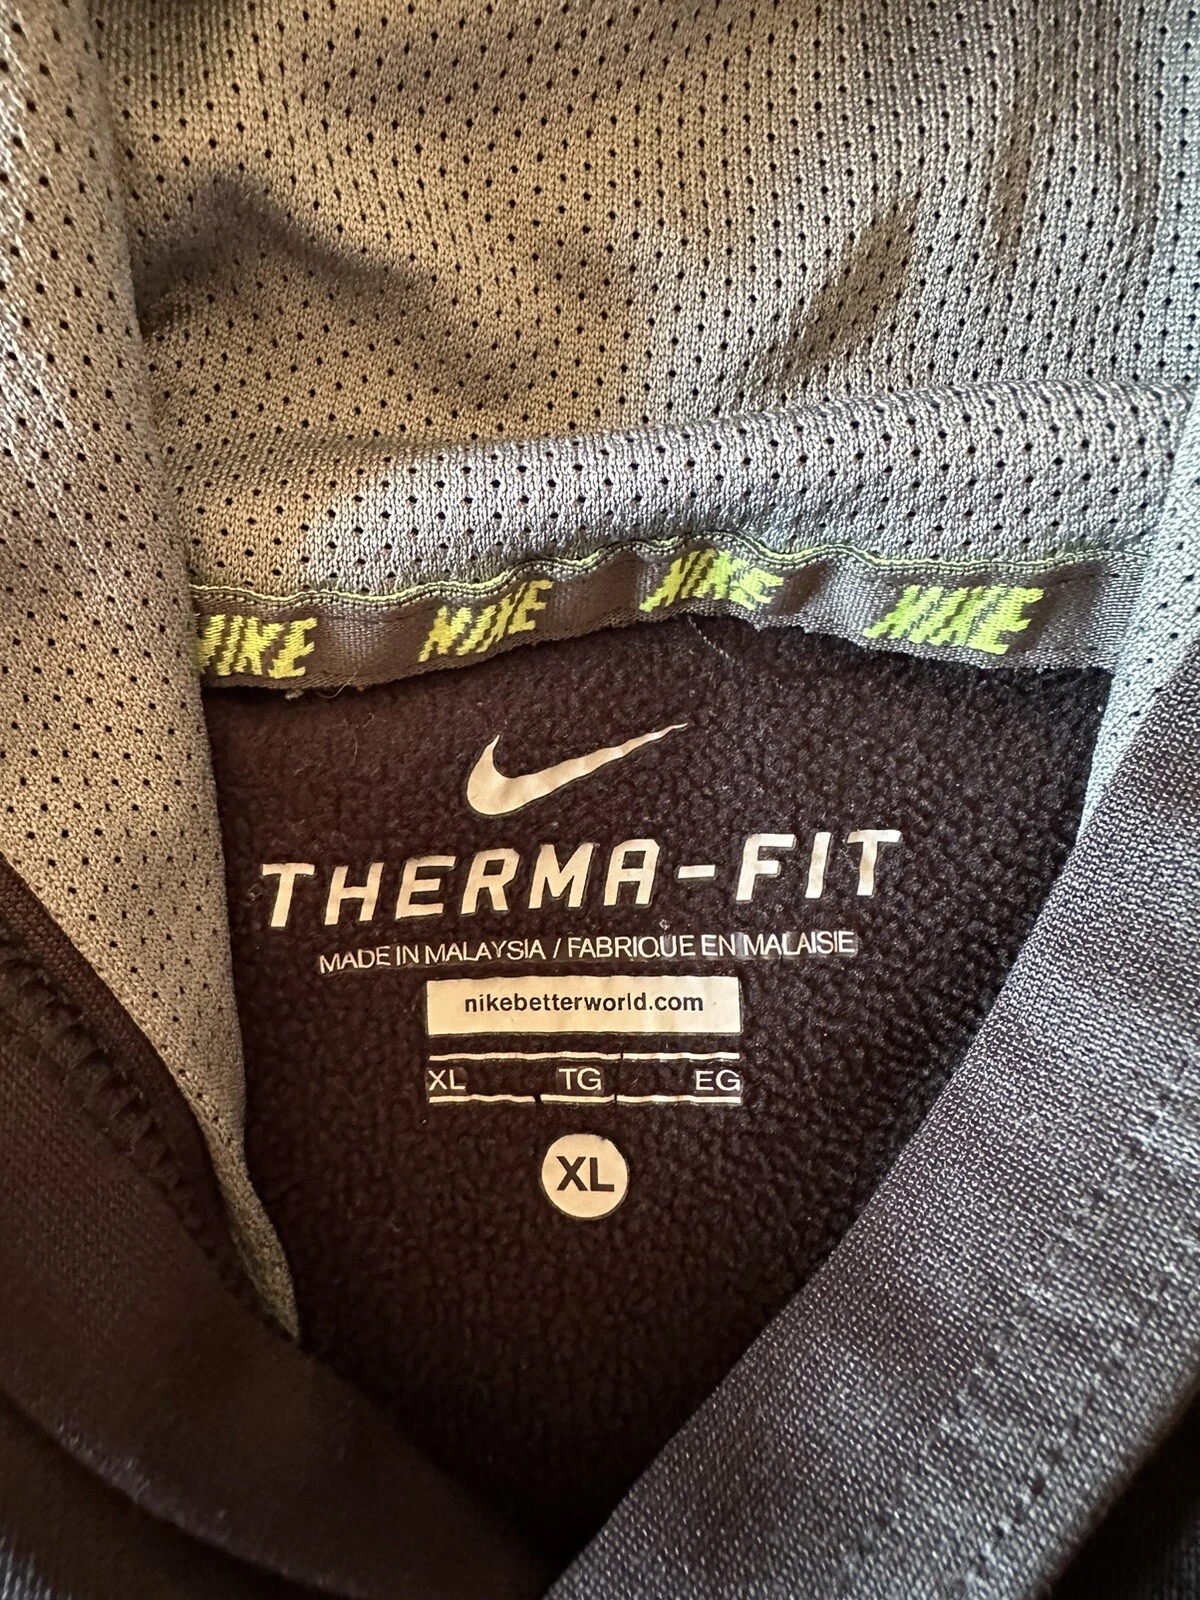 NIKE NIKE NIKE NIKE
THERMA-FIT
MADE IN MALAYSIA / FABRIQUE EN MALAISIE
nikebetterworld.com
XL TG EG
XL